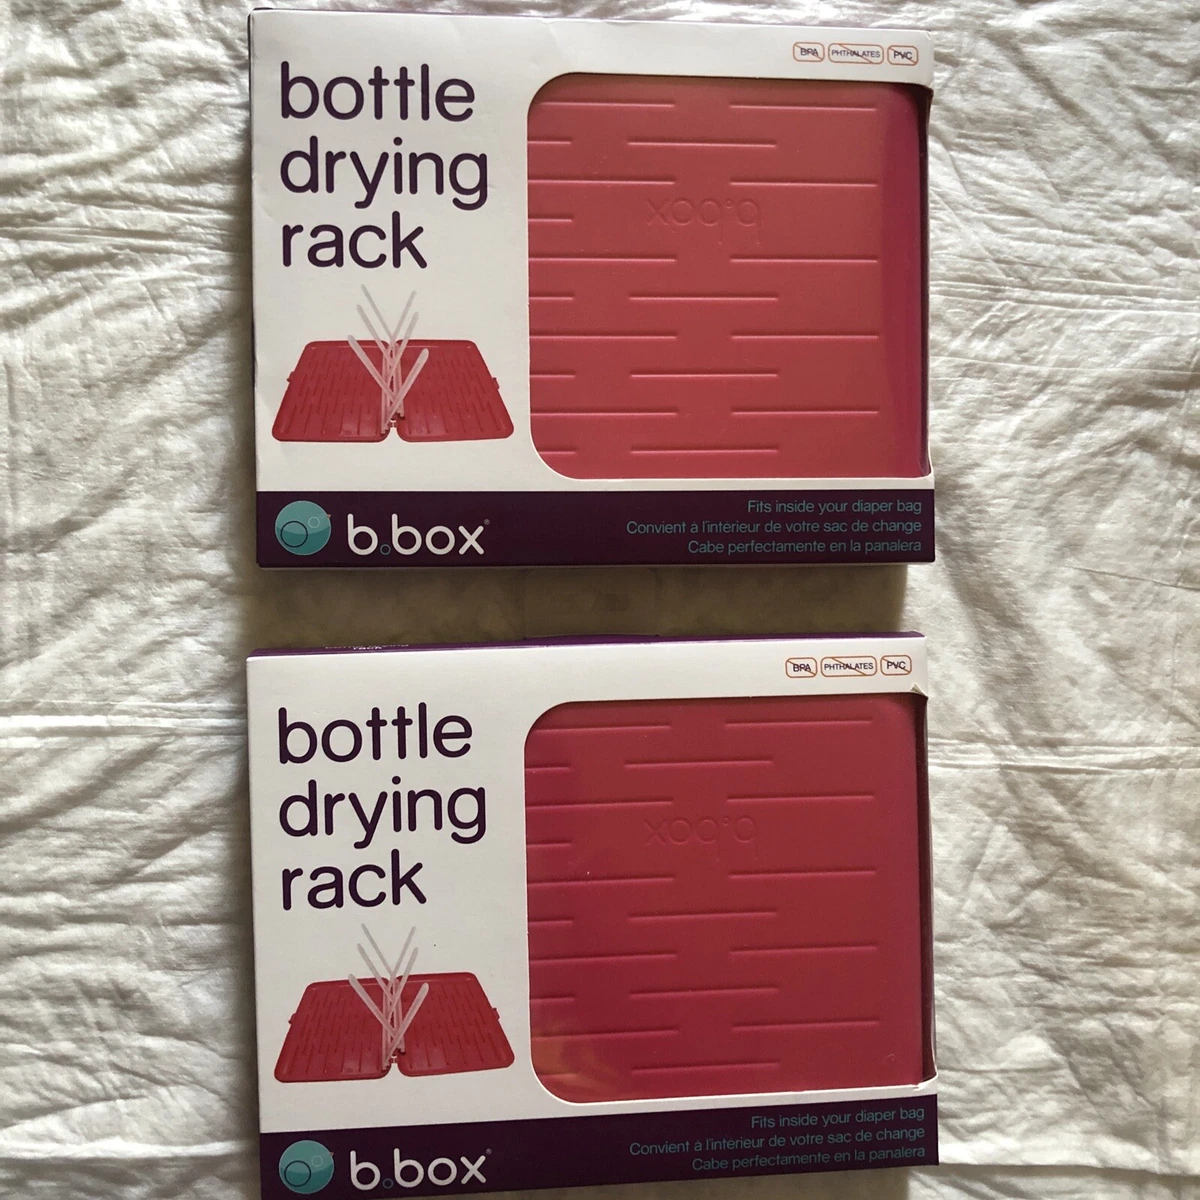 bottle
drying
rack
BPA PHTHALATES PVC
b.box
b.box®
Fits inside your diaper bag
Convient à l'intérieur de votre sac de change
Cabe perfectamente en la panalera
bottle
drying
rack
BPA PHTHALATES PVC
b.box
b.box®
Fits inside your diaper bag
Convient à l'intérieur de votre sac de change
Cabe perfectamente en la panalera